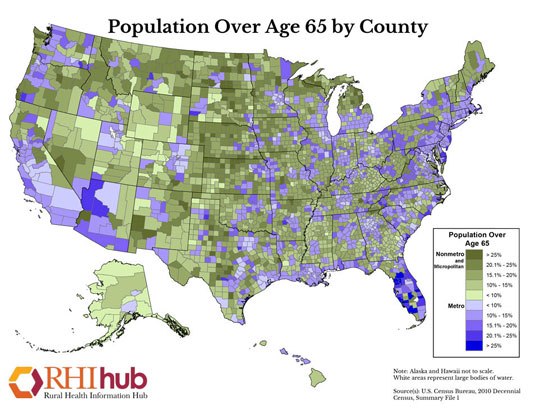 Population Over Age 65 by County
Population Over
Age 65
Nonmetro
and
Micropolitan
> 25%
20.1% - 25%
15.1% - 20%
10% - 15%
< 10%
Metro
< 10%
10% - 15%
15.1% - 20%
20.1% - 25%
> 25%
Note: Alaska and Hawaii not to scale.
White areas represent large bodies of water.
Source(s): U.S. Census Bureau, 2010 Decennial
Census, Summary File 1
RHIhub
Rural Health Information Hub